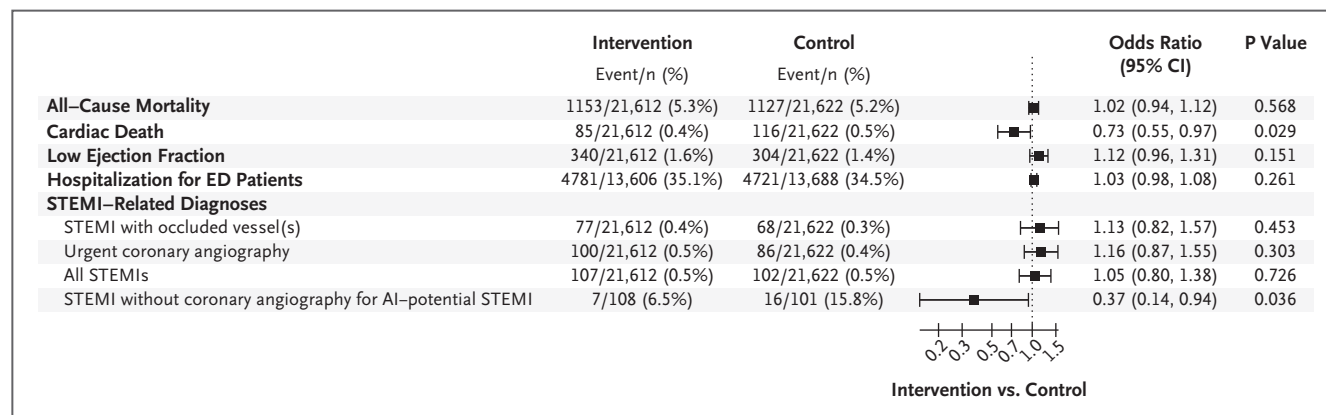 Intervention Control Odds Ratio P Value
Event/n (%) Event/n (%) (95% CI)
All–Cause Mortality 1153/21,612 (5.3%) 1127/21,622 (5.2%) 1.02 (0.94, 1.12) 0.568
Cardiac Death 85/21,612 (0.4%) 116/21,622 (0.5%) 0.73 (0.55, 0.97) 0.029
Low Ejection Fraction 340/21,612 (1.6%) 304/21,622 (1.4%) 1.12 (0.96, 1.31) 0.151
Hospitalization for ED Patients 4781/13,606 (35.1%) 4721/13,688 (34.5%) 1.03 (0.98, 1.08) 0.261
STEMI–Related Diagnoses
STEMI with occluded vessel(s) 77/21,612 (0.4%) 68/21,622 (0.3%) 1.13 (0.82, 1.57) 0.453
Urgent coronary angiography 100/21,612 (0.5%) 86/21,622 (0.4%) 1.16 (0.87, 1.55) 0.303
All STEMIs 107/21,612 (0.5%) 102/21,622 (0.5%) 1.05 (0.80, 1.38) 0.726
STEMI without coronary angiography for AI–potential STEMI 7/108 (6.5%) 16/101 (15.8%) 0.37 (0.14, 0.94) 0.036
0.2 0.3 0.5 0.7 1.0 1.5
Intervention vs. Control